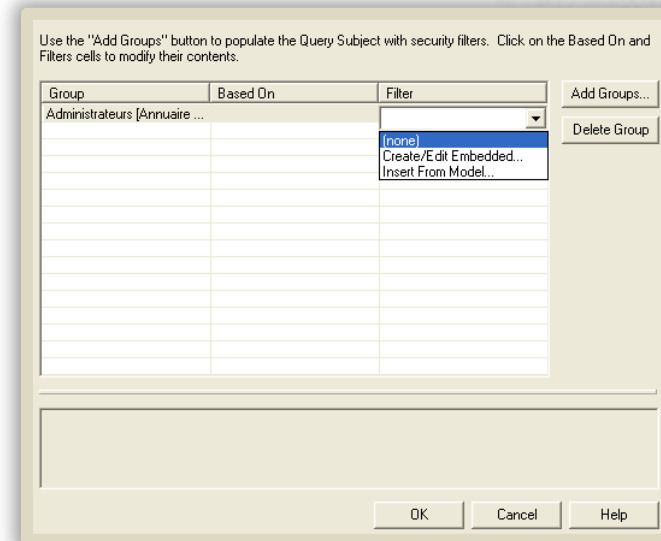 Use the "Add Groups" button to populate the Query Subject with security filters.  Click on the Based On and
Filters cells to modify their contents.
Group Based On Filter Add Groups...
Administrateurs [Annuaire ...
Delete Group
(none)
Create/Edit Embedded...
Insert From Model...
OK Cancel Help